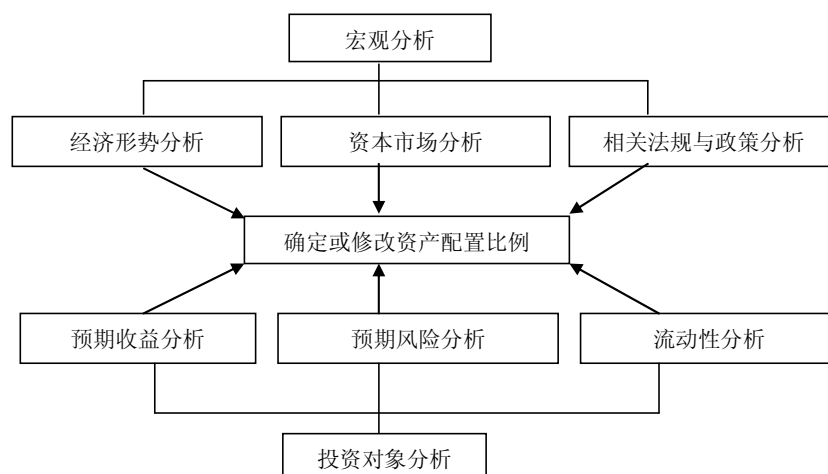 宏观分析
经济形势分析
资本市场分析
相关法规与政策分析
确定或修改资产配置比例
预期收益分析
预期风险分析
流动性分析
投资对象分析